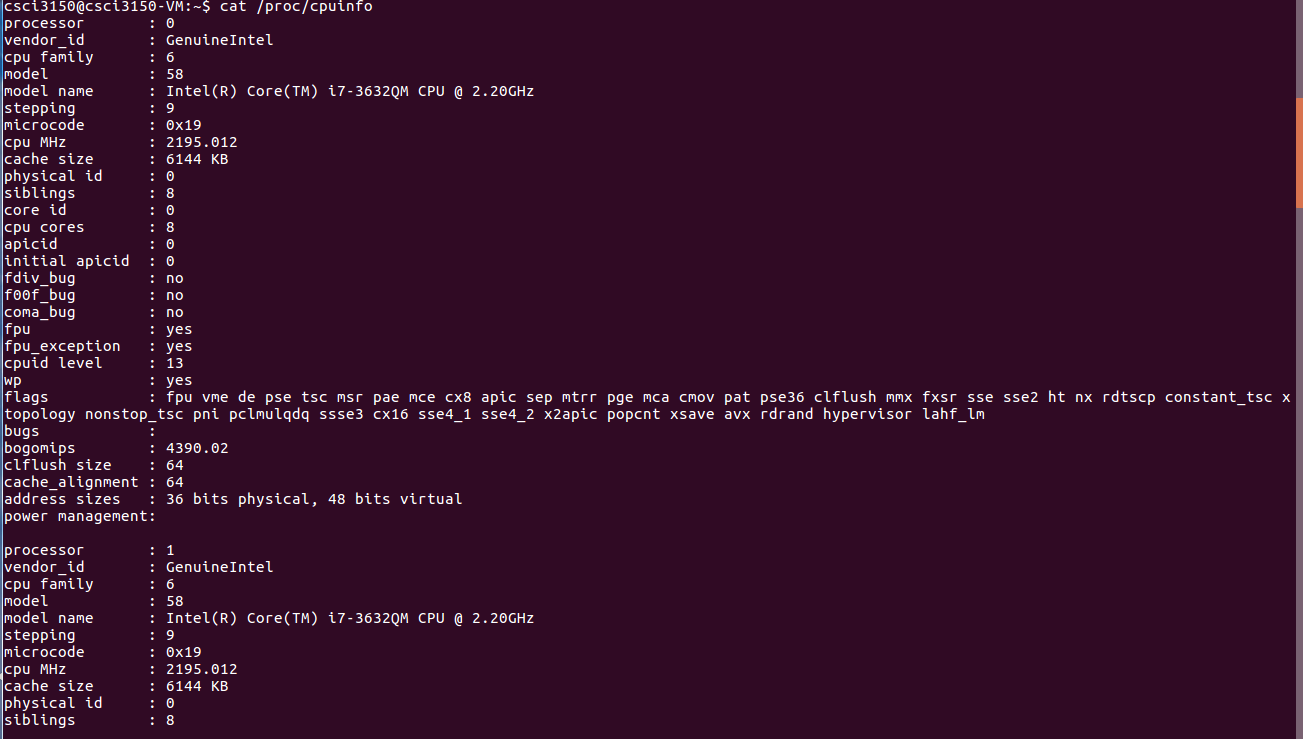 csci3150@csci3150-VM:~$ cat /proc/cpuinfo
processor : 0
vendor_id : GenuineIntel
cpu family : 6
model : 58
model name : Intel(R) Core(TM) i7-3632QM CPU @ 2.20GHz
stepping : 9
microcode : 0x19
cpu MHz : 2195.012
cache size : 6144 KB
physical id : 0
siblings : 8
core id : 0
cpu cores : 8
apicid : 0
initial apicid : 0
fdiv_bug : no
f00f_bug : no
coma_bug : no
fpu : yes
fpu_exception : yes
cpuid level : 13
wp : yes
flags : fpu vme de pse tsc msr pae mce cx8 apic sep mtrr pge mca cmov pat pse36 clflush mmx fxsr sse sse2 ht nx rdtscp constant_tsc x
topology nonstop_tsc pni pclmulqdq ssse3 cx16 sse4_1 sse4_2 x2apic popcnt xsave avx rdrand hypervisor lahf_lm
bugs :
bogomips : 4390.02
clflush size : 64
cache_alignment : 64
address sizes : 36 bits physical, 48 bits virtual
power management:
processor : 1
vendor_id : GenuineIntel
cpu family : 6
model : 58
model name : Intel(R) Core(TM) i7-3632QM CPU @ 2.20GHz
stepping : 9
microcode : 0x19
cpu MHz : 2195.012
cache size : 6144 KB
physical id : 0
siblings : 8